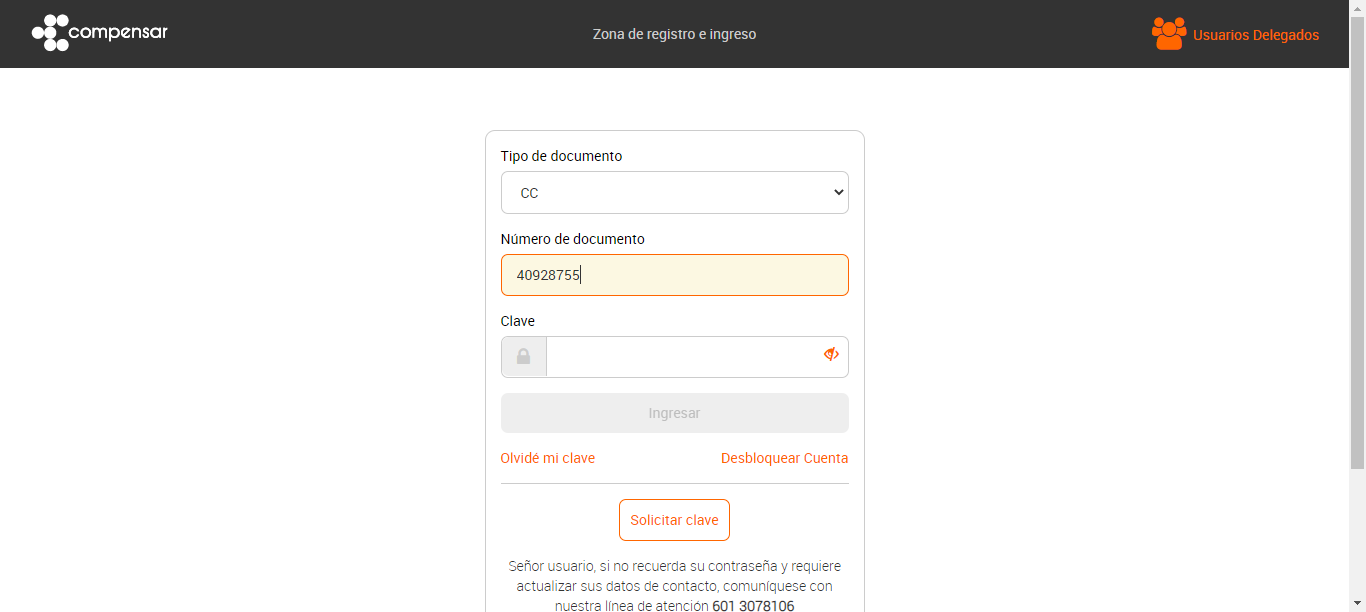 compensar
Zona de registro e ingreso
Usuarios Delegados
Tipo de documento
CC
Número de documento
40928755
Clave
Ingresar
Olvidé mi clave
Desbloquear Cuenta
Solicitar clave
Señor usuario, si no recuerda su contraseña y requiere
actualizar sus datos de contacto, comuníquese con
nuestra línea de atención 601 3078106